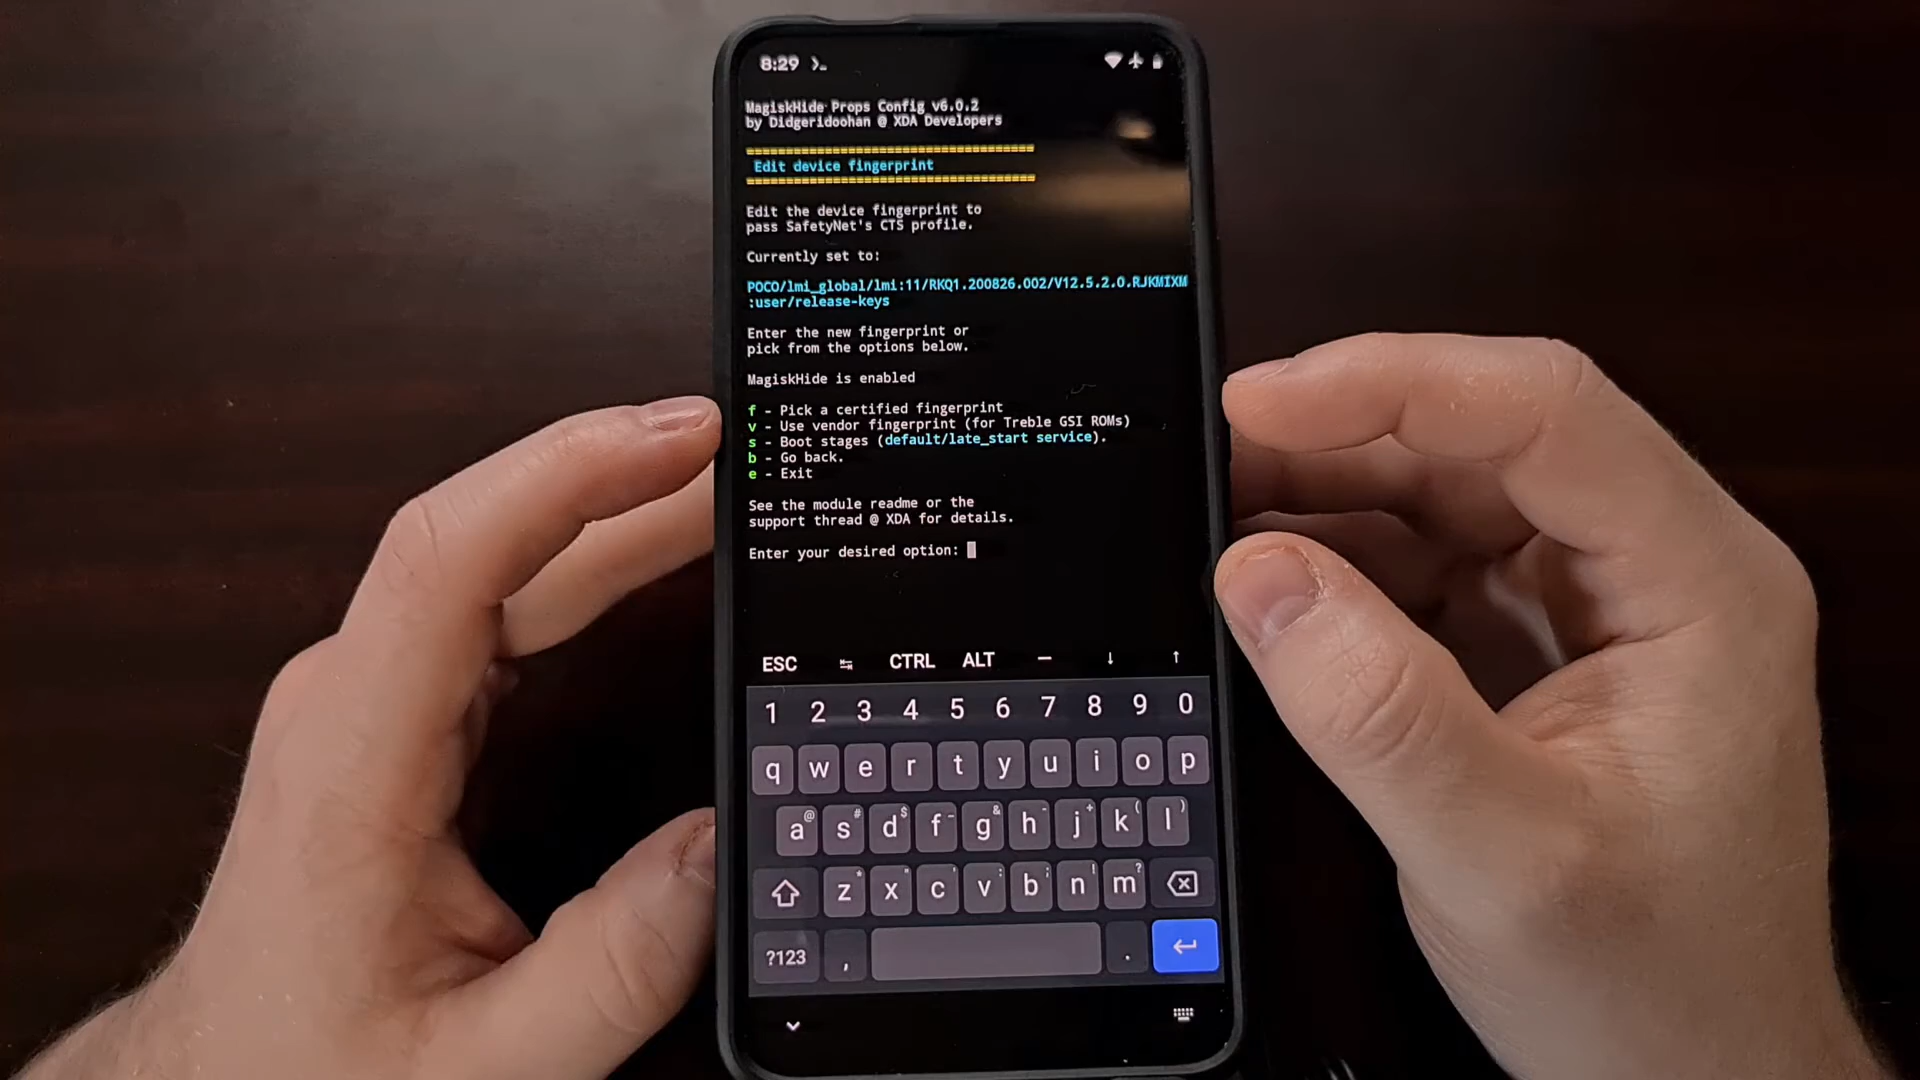 8:29
MagiskHide Props Config v6.0.2
by Didgeridoohan @ XDA Developers
=====================================
Edit device fingerprint
=====================================
Edit the device fingerprint to
pass SafetyNet's CTS profile.
Currently set to:
POCO/lmi_global/lmi:11/RKQ1.200826.002/V12.5.2.0.RJKMIXM
:user/release-keys
Enter the new fingerprint or
pick from the options below.
MagiskHide is enabled
f - Pick a certified fingerprint
v - Use vendor fingerprint (for Treble GSI ROMs)
s - Boot stages (default/late_start service).
b - Go back.
e - Exit
See the module readme or the
support thread @ XDA for details.
Enter your desired option:
ESC ↹ CTRL ALT — ↓ ↑
1 2 3 4 5 6 7 8 9 0
q w e r t y u i o p
a s d f g h j k l
z x c v b n m
?123 , .